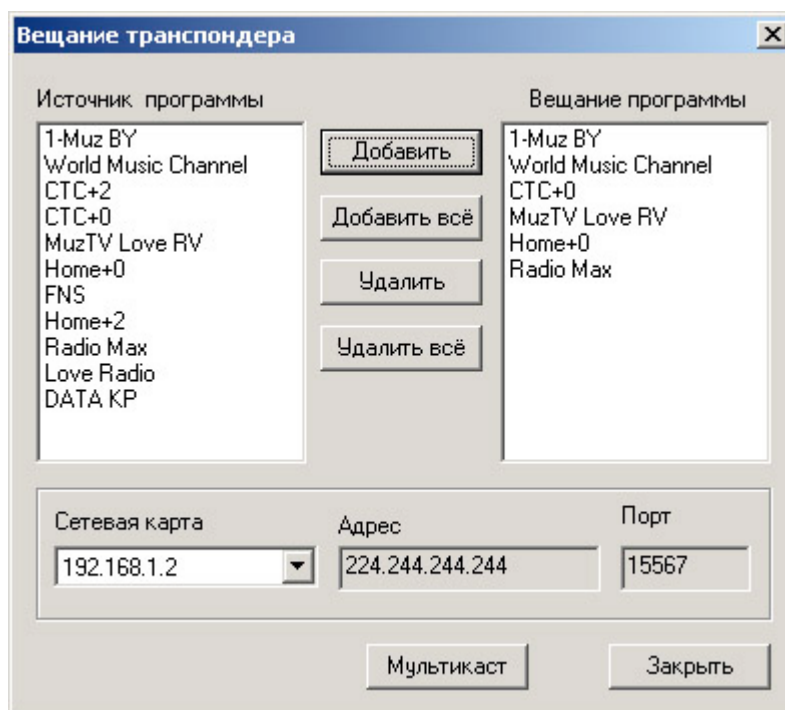 Вещание транспондера
Источник программы
1-Muz BY
World Music Channel
CTC+2
CTC+0
MuzTV Love RV
Home+0
FNS
Home+2
Radio Max
Love Radio
DATA KP
Добавить
Добавить всё
Удалить
Удалить всё
Вещание программы
1-Muz BY
World Music Channel
CTC+0
MuzTV Love RV
Home+0
Radio Max
Сетевая карта
192.168.1.2
Адрес
224.244.244.244
Порт
15567
Мультикаст
Закрыть